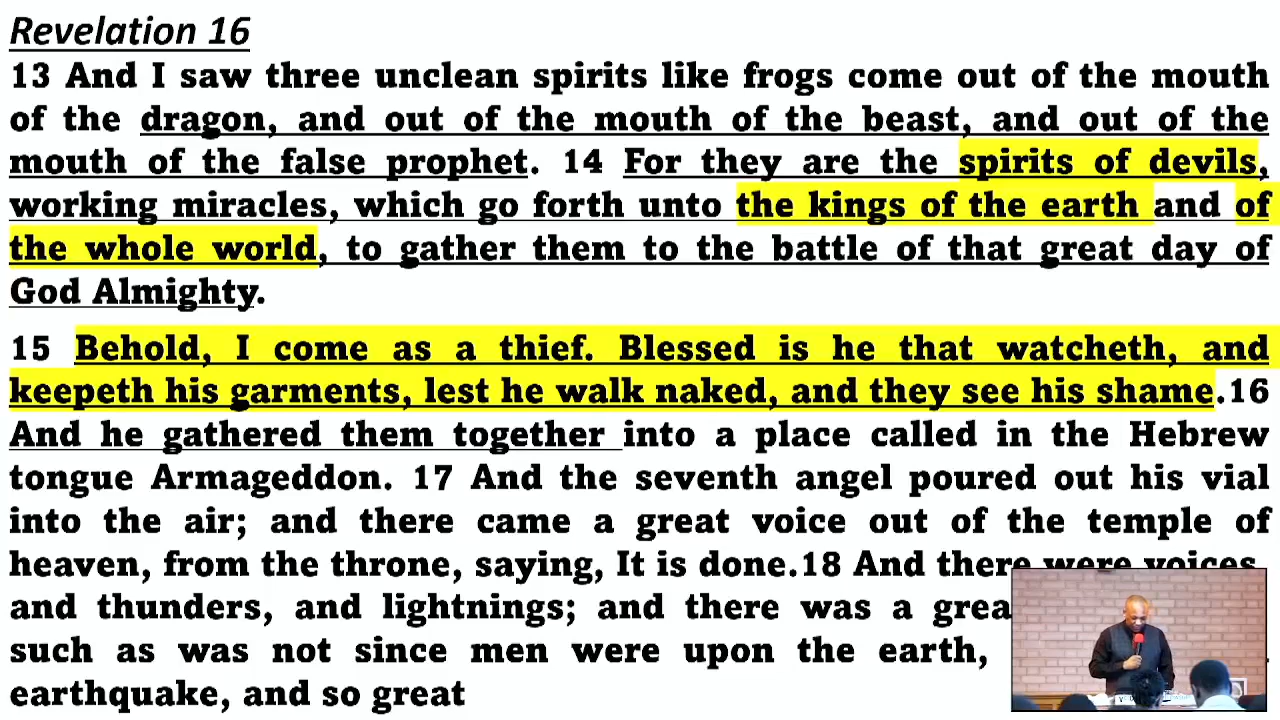 Revelation 16
13 And I saw three unclean spirits like frogs come out of the mouth
of the dragon, and out of the mouth of the beast, and out of the
mouth of the false prophet. 14 For they are the spirits of devils,
working miracles, which go forth unto the kings of the earth and of
the whole world, to gather them to the battle of that great day of
God Almighty.
15 Behold, I come as a thief. Blessed is he that watcheth, and
keepeth his garments, lest he walk naked, and they see his shame.16
And he gathered them together into a place called in the Hebrew
tongue Armageddon. 17 And the seventh angel poured out his vial
into the air; and there came a great voice out of the temple of
heaven, from the throne, saying, It is done.18 And there were voices,
and thunders, and lightnings; and there was a grea
such as was not since men were upon the earth,
earthquake, and so great